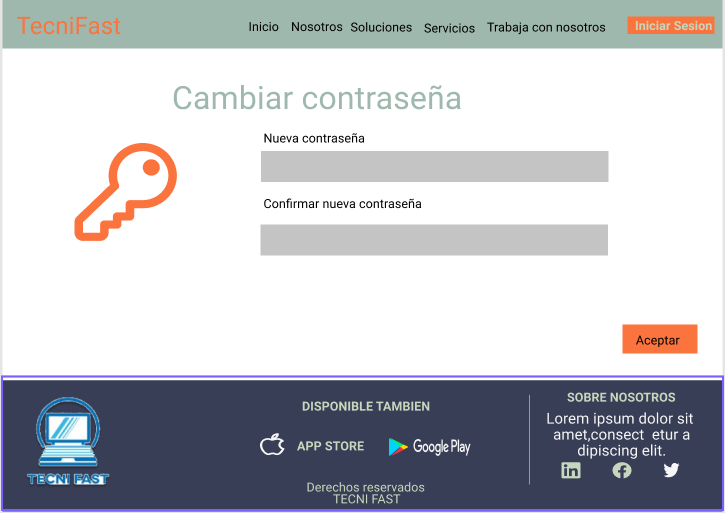 TecniFast
Inicio Nosotros Soluciones Servicios Trabaja con nosotros Iniciar Sesion
Cambiar contraseña
Nueva contraseña
Confirmar nueva contraseña
Aceptar
TECNI FAST
DISPONIBLE TAMBIEN
APP STORE
Google Play
Derechos reservados
TECNI FAST
SOBRE NOSOTROS
Lorem ipsum dolor sit
amet,consect etur a
dipiscing elit.
in